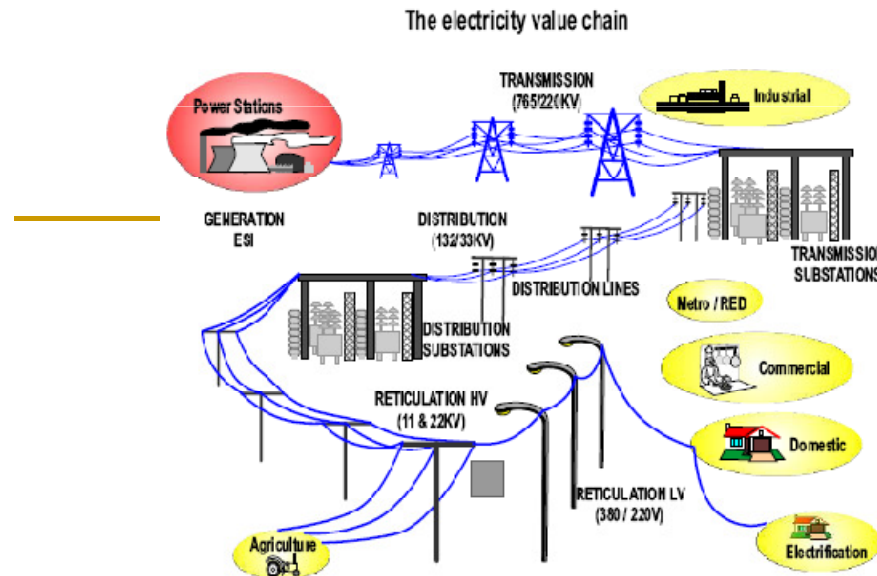 The electricity value chain
TRANSMISSION
(765/220KV)
Industrial
Power Stations
GENERATION
ESI
DISTRIBUTION
(132/33KV)
TRANSMISSION
SUBSTATIONS
DISTRIBUTION LINES
Metro / RED
DISTRIBUTION
SUBSTATIONS
Commercial
RETICULATION HV
(11 & 22KV)
Domestic
RETICULATION LV
(380 / 220V)
Agriculture
Electrification